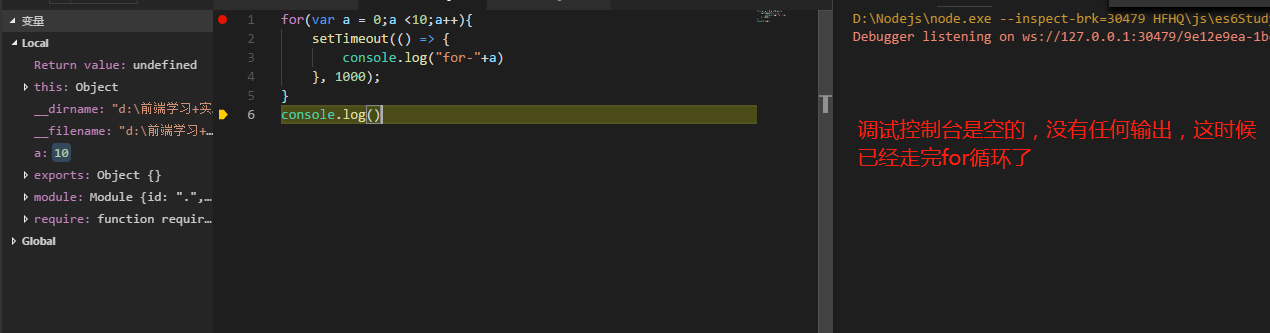 变量
Local
Return value: undefined
this: Object
__dirname: "d:\前端学习+实…
__filename: "d:\前端学习+…
a: 10
exports: Object {}
module: Module {id: ".",…
require: function requir…
Global
1 for(var a = 0;a <10;a++){
2 setTimeout(() => {
3 console.log("for-"+a)
4 }, 1000);
5 }
6 console.log()
D:\Nodejs\node.exe --inspect-brk=30479 HFHQ\js\es6Study
Debugger listening on ws://127.0.0.1:30479/9e12e9ea-1b
调试控制台是空的，没有任何输出，这时候
已经走完for循环了